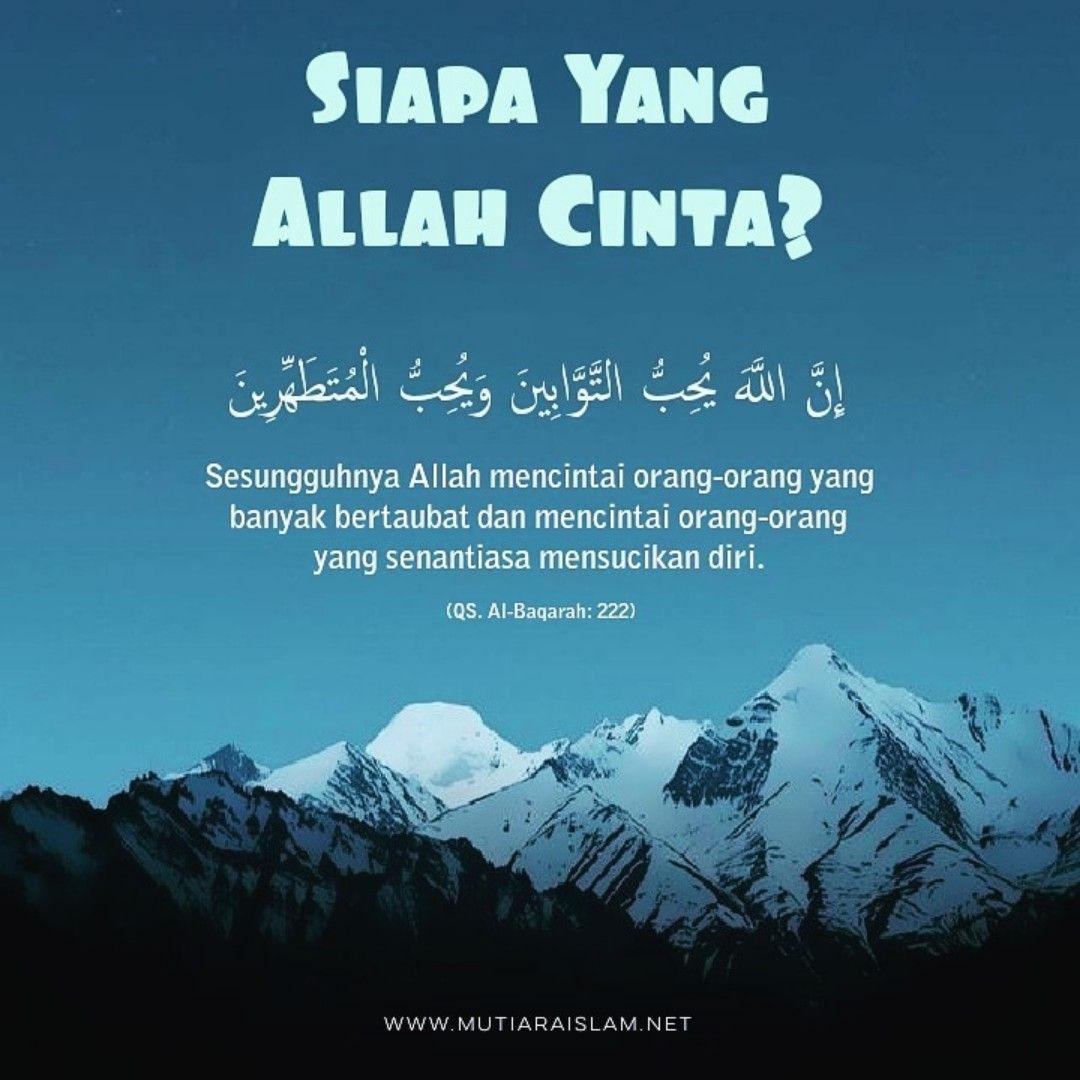 SIAPA YANG
ALLAH CINTA?
إِنَّ اللَّهَ يُحِبُّ التَّوَّابِينَ وَيُحِبُّ الْمُتَطَهِّرِينَ
Sesungguhnya Allah mencintai orang-orang yang
banyak bertaubat dan mencintai orang-orang
yang senantiasa mensucikan diri.
(QS. Al-Baqarah: 222)
WWW.MUTIARAISLAM.NET